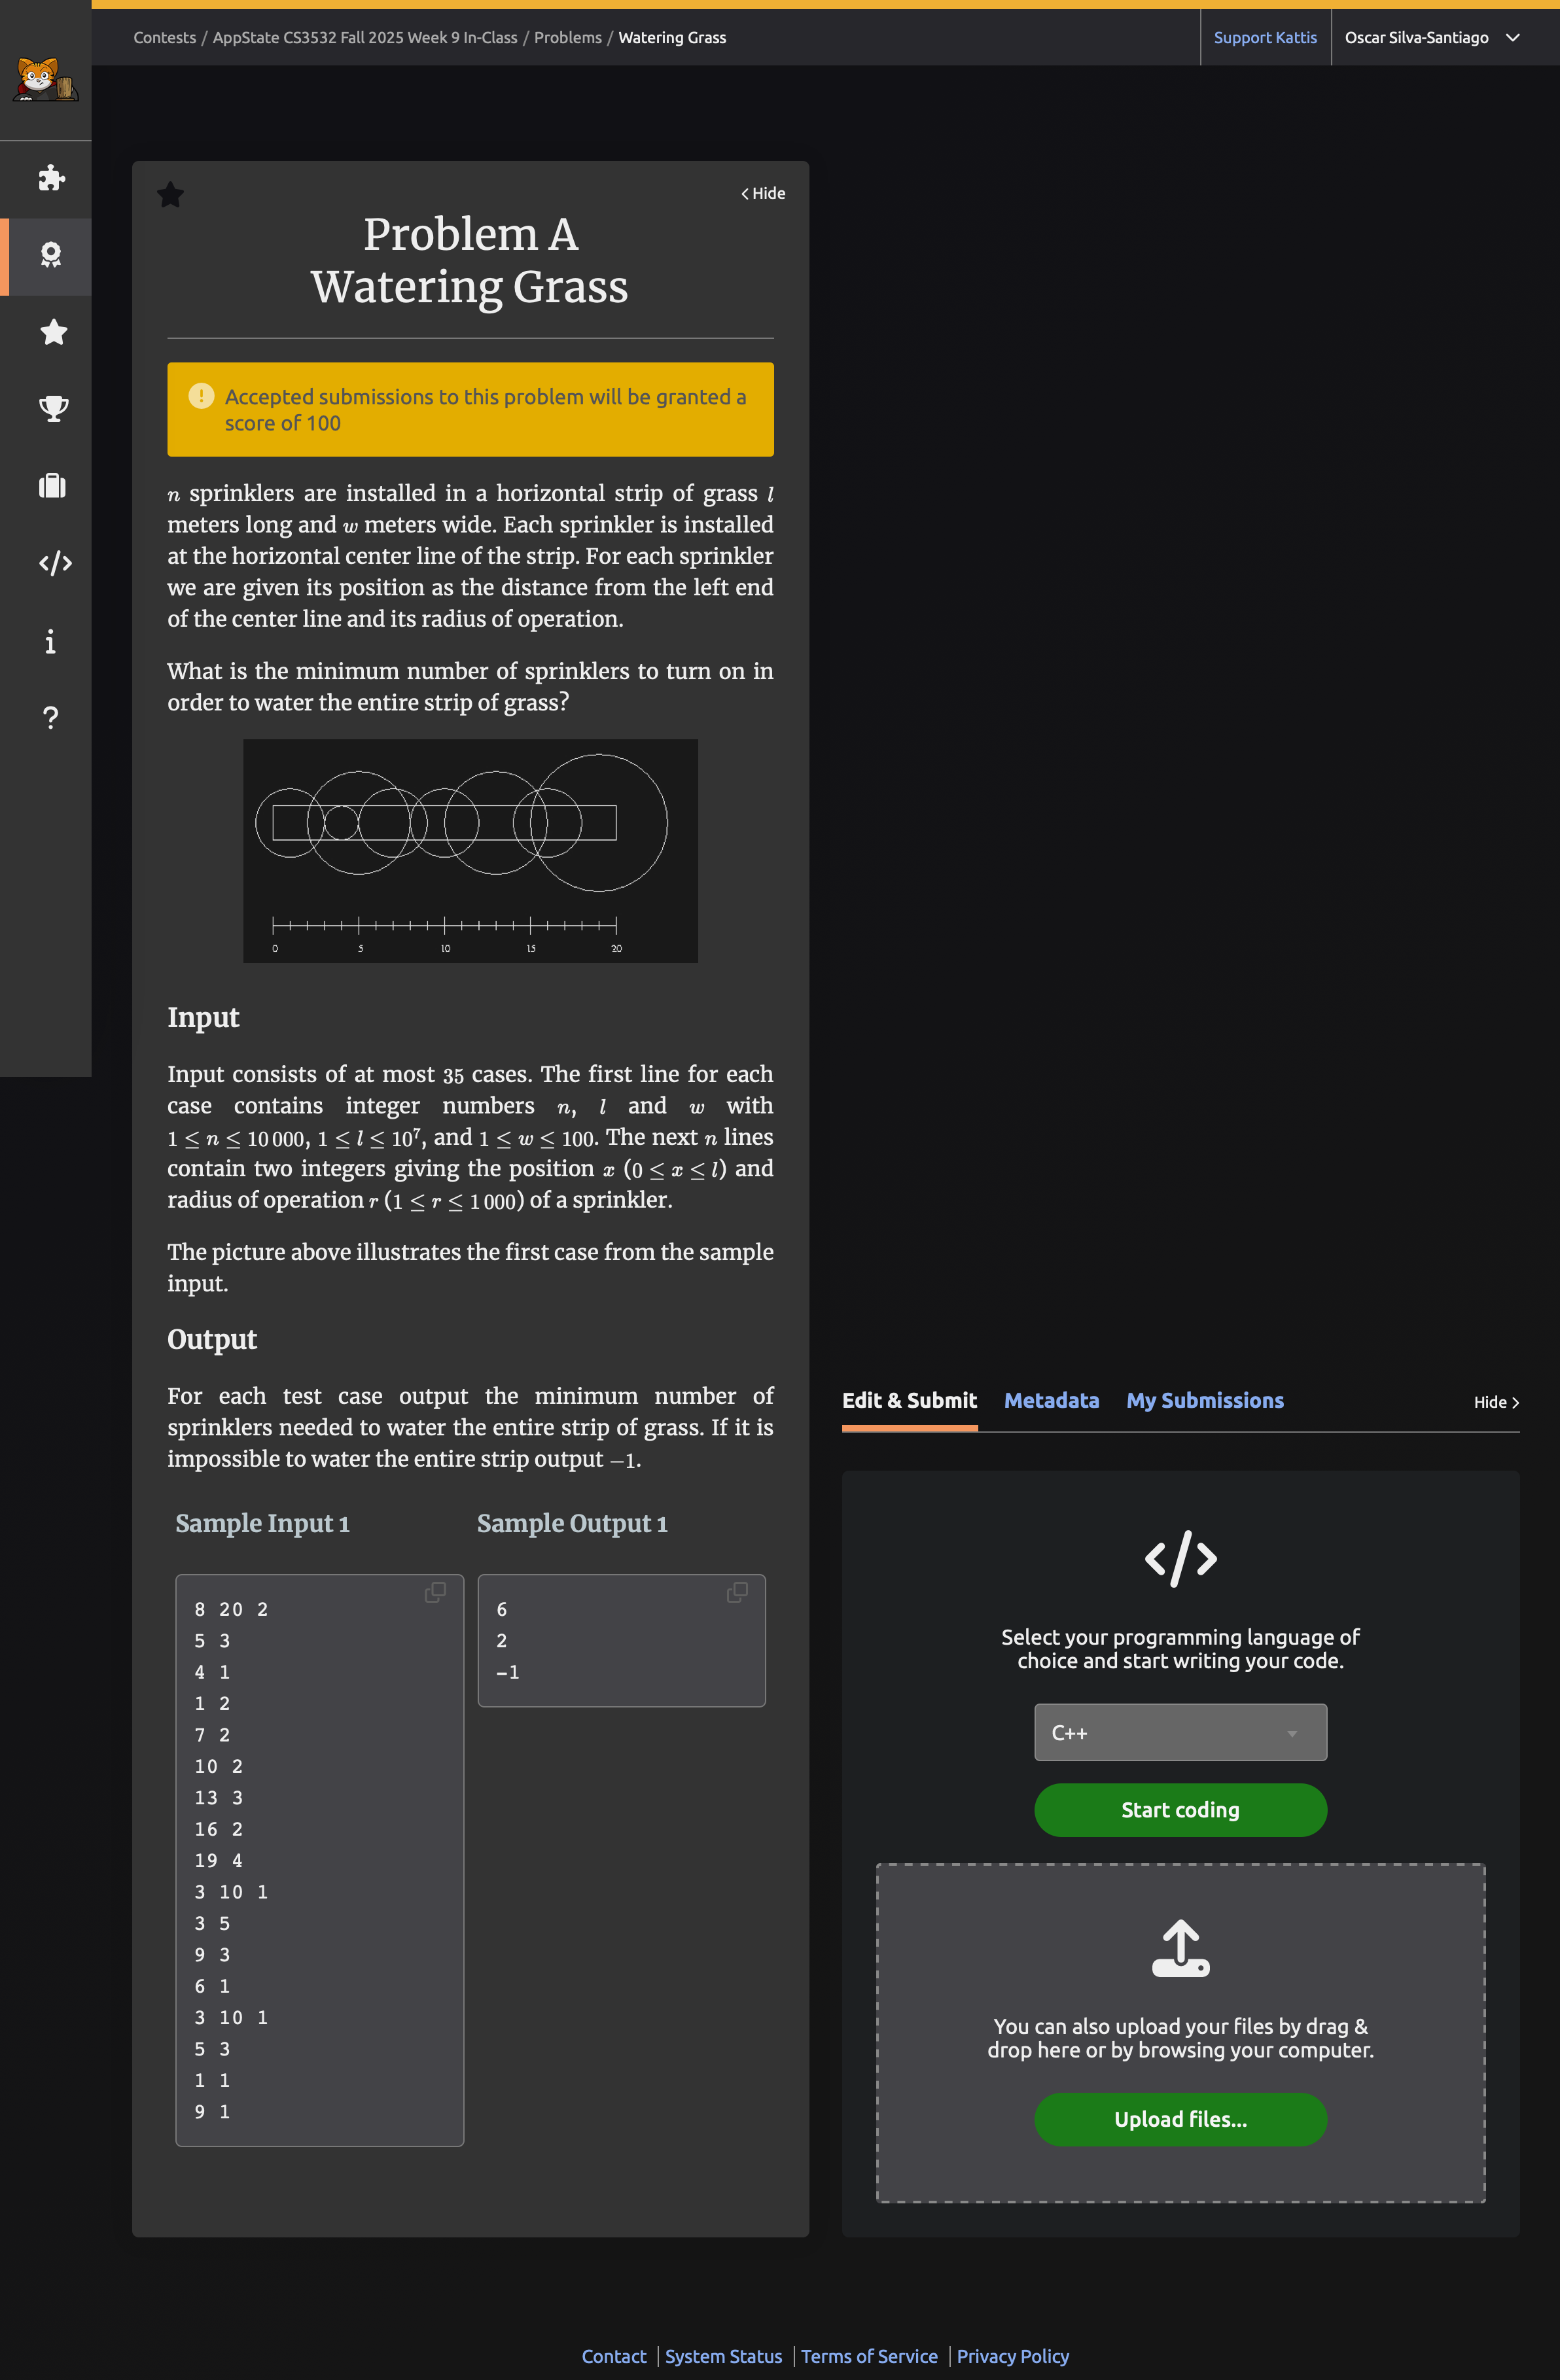 Contests / AppState CS3532 Fall 2025 Week 9 In-Class / Problems / Watering Grass
Support Kattis
Oscar Silva-Santiago
Hide
Problem A
Watering Grass
Accepted submissions to this problem will be granted a
score of 100
n sprinklers are installed in a horizontal strip of grass l
meters long and w meters wide. Each sprinkler is installed
at the horizontal center line of the strip. For each sprinkler
we are given its position as the distance from the left end
of the center line and its radius of operation.
What is the minimum number of sprinklers to turn on in
order to water the entire strip of grass?
0 5 10 15 20
Input
Input consists of at most 35 cases. The first line for each
case contains integer numbers n, l and w with
1 ≤ n ≤ 10 000, 1 ≤ l ≤ 10⁷, and 1 ≤ w ≤ 100. The next n lines
contain two integers giving the position x (0 ≤ x ≤ l) and
radius of operation r (1 ≤ r ≤ 1 000) of a sprinkler.
The picture above illustrates the first case from the sample
input.
Output
For each test case output the minimum number of
sprinklers needed to water the entire strip of grass. If it is
impossible to water the entire strip output −1.
Sample Input 1
8 20 2
5 3
4 1
1 2
7 2
10 2
13 3
16 2
19 4
3 10 1
3 5
9 3
6 1
3 10 1
5 3
1 1
9 1
Sample Output 1
6
2
-1
Edit & Submit
Metadata
My Submissions
Hide
</>
Select your programming language of
choice and start writing your code.
C++
Start coding
You can also upload your files by drag &
drop here or by browsing your computer.
Upload files...
Contact | System Status | Terms of Service | Privacy Policy